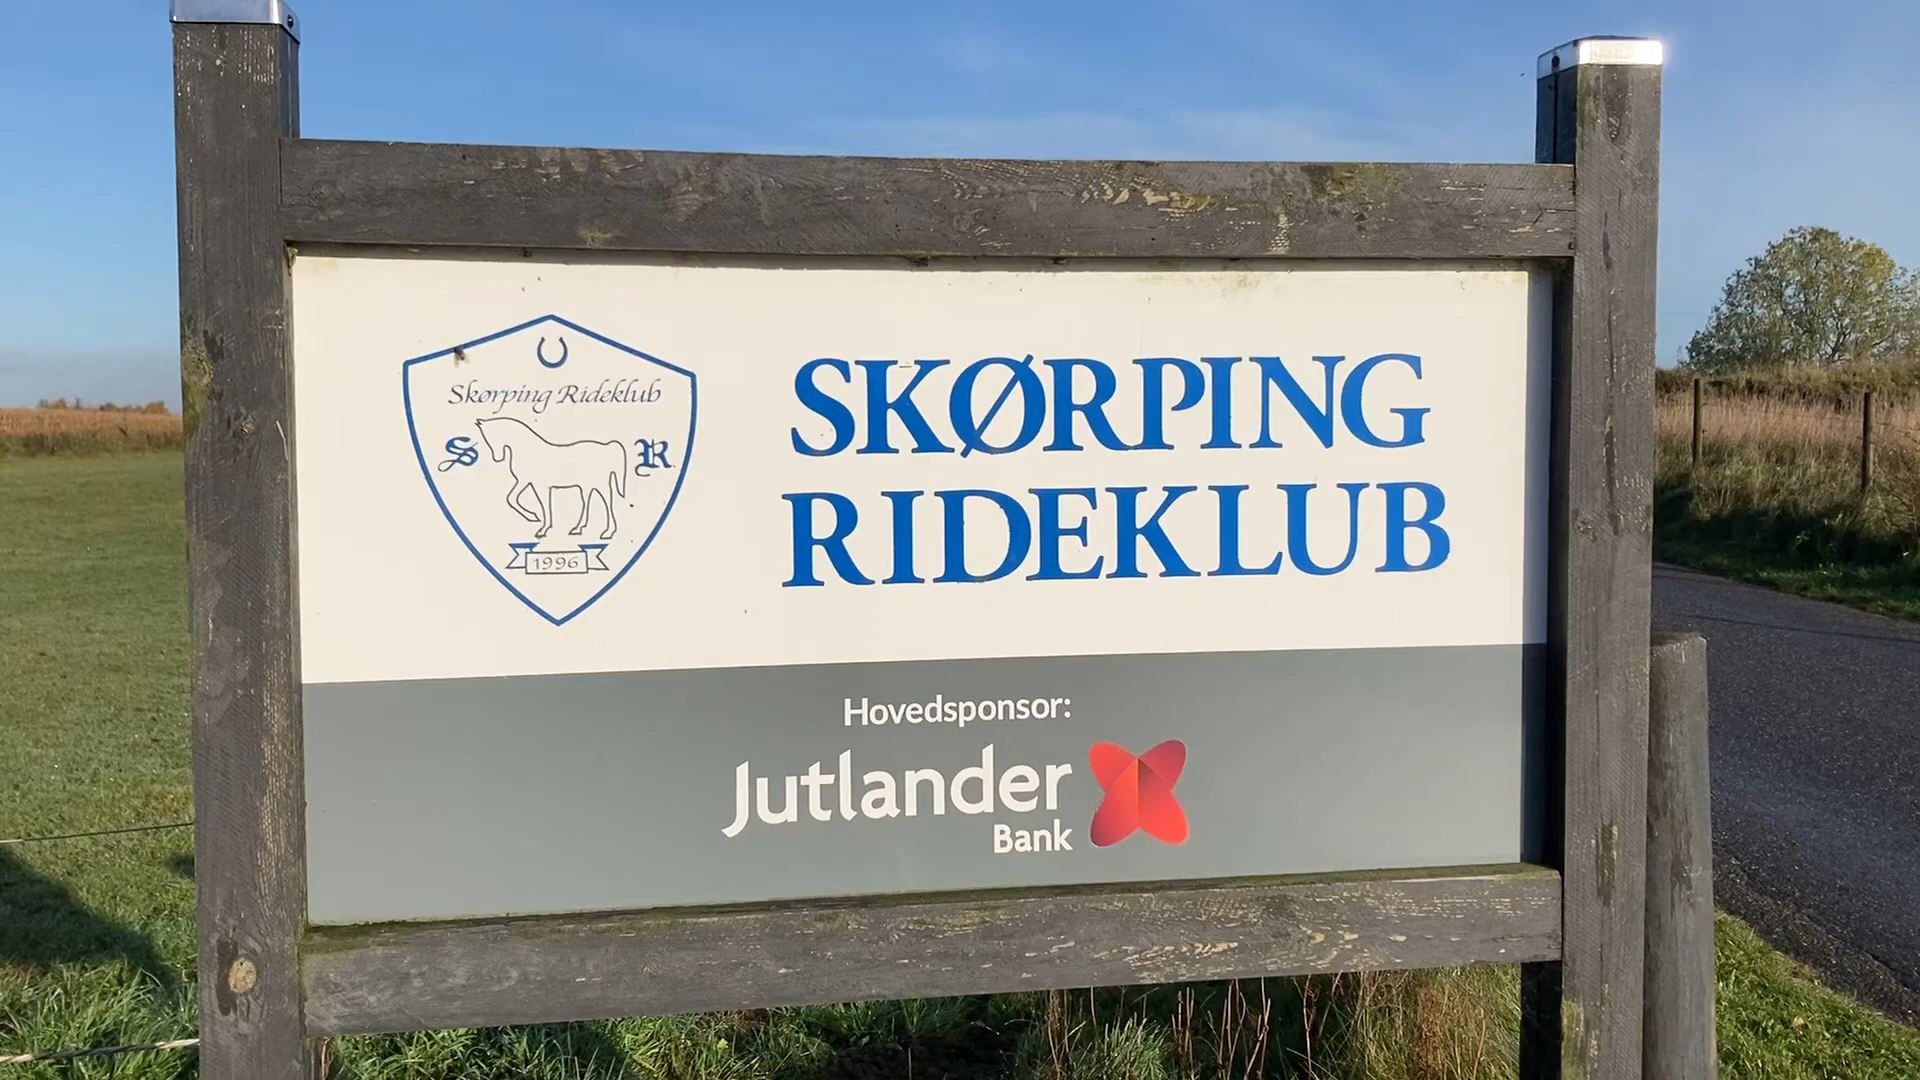 Skørping Rideklub
S R
1996
SKØRPING
RIDEKLUB
Hovedsponsor:
Jutlander
Bank